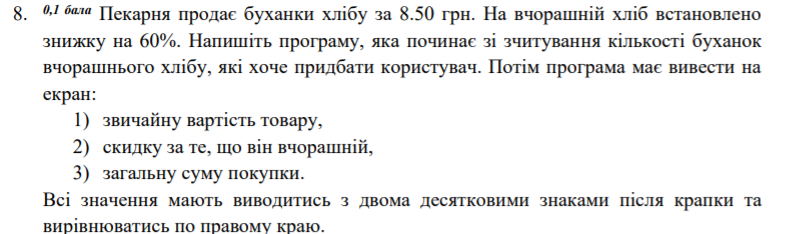 8. 0,1 бала Пекарня продає буханки хлібу за 8.50 грн. На вчорашній хліб встановлено
знижку на 60%. Напишіть програму, яка починає зі зчитування кількості буханок
вчорашнього хлібу, які хоче придбати користувач. Потім програма має вивести на
екран:
1) звичайну вартість товару,
2) скидку за те, що він вчорашній,
3) загальну суму покупки.
Всі значення мають виводитись з двома десятковими знаками після крапки та
вирівнюватись по правому краю.